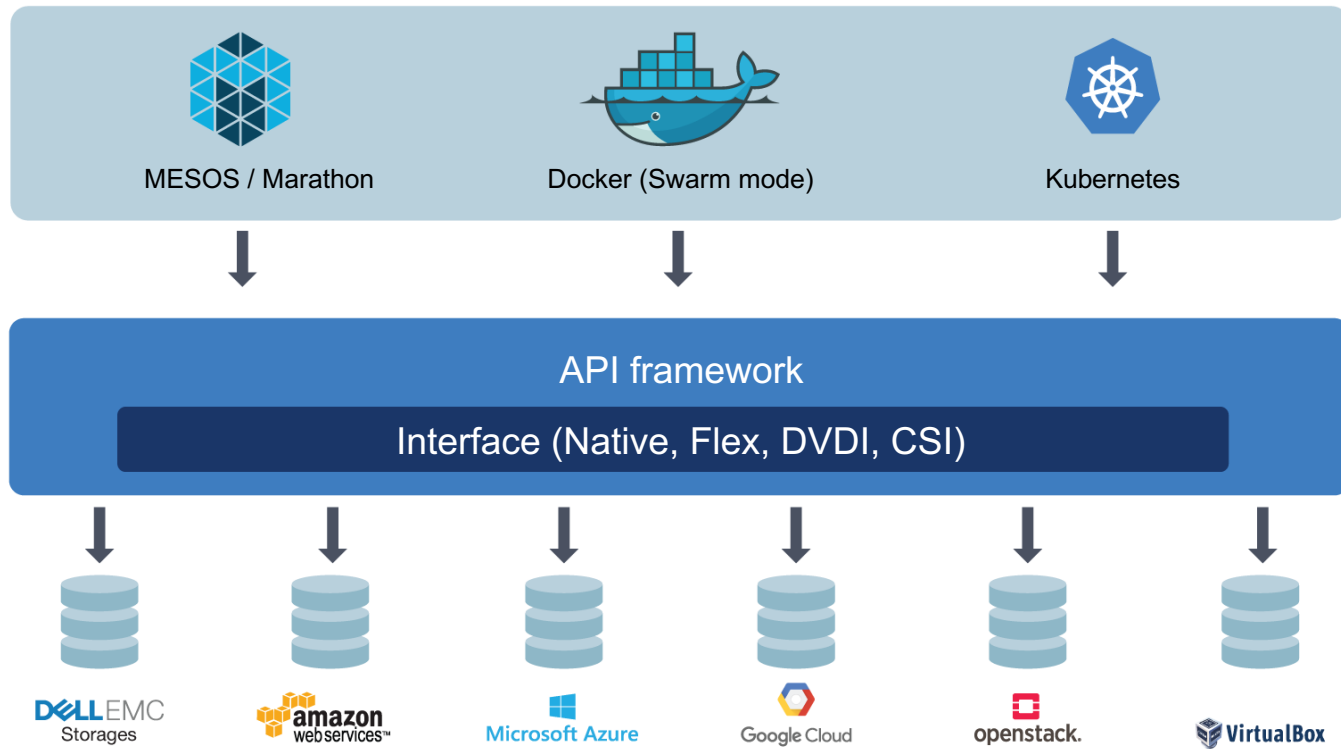 MESOS / Marathon
Docker (Swarm mode)
Kubernetes
API framework
Interface (Native, Flex, DVDI, CSI)
DELLEMC
Storages
amazon
webservices™
Microsoft Azure
Google Cloud
openstack.
VirtualBox